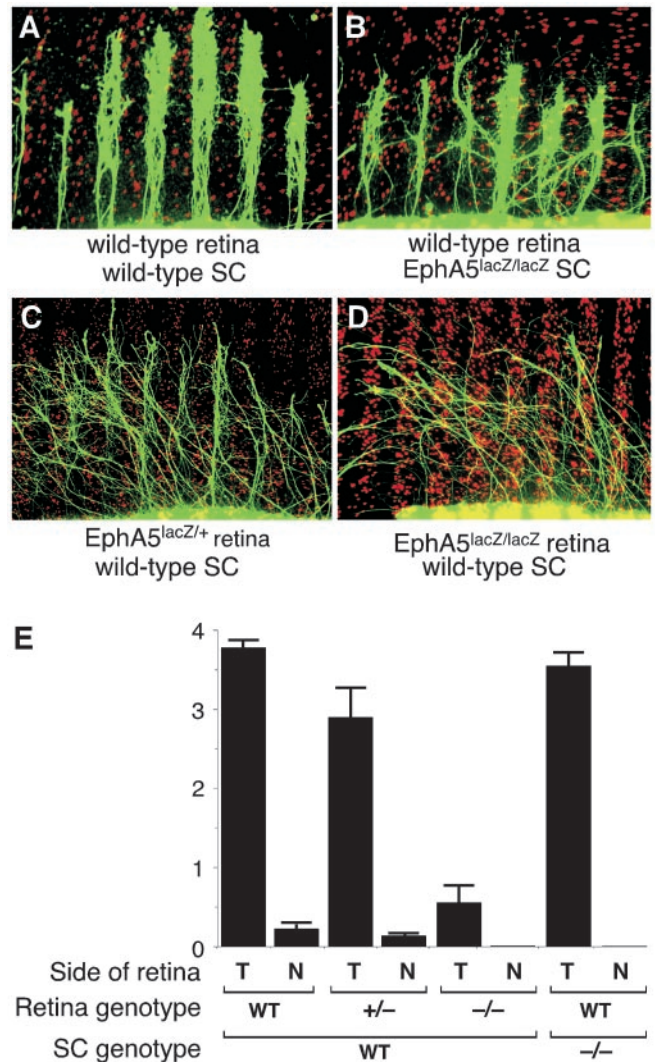 A
B
wild-type retina
wild-type SC
wild-type retina
EphA5lacZ/lacZ SC
C
D
EphA5lacZ/+ retina
wild-type SC
EphA5lacZ/lacZ retina
wild-type SC
E
4
3
2
1
0
Side of retina T N T N T N T N
Retina genotype WT +/– –/– WT
SC genotype WT –/–